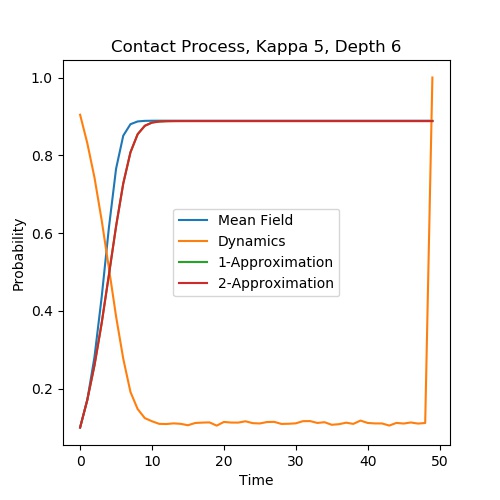 Contact Process, Kappa 5, Depth 6
1.0
0.8
0.6
0.4
0.2
Probability
Mean Field
Dynamics
1-Approximation
2-Approximation
0 10 20 30 40 50
Time